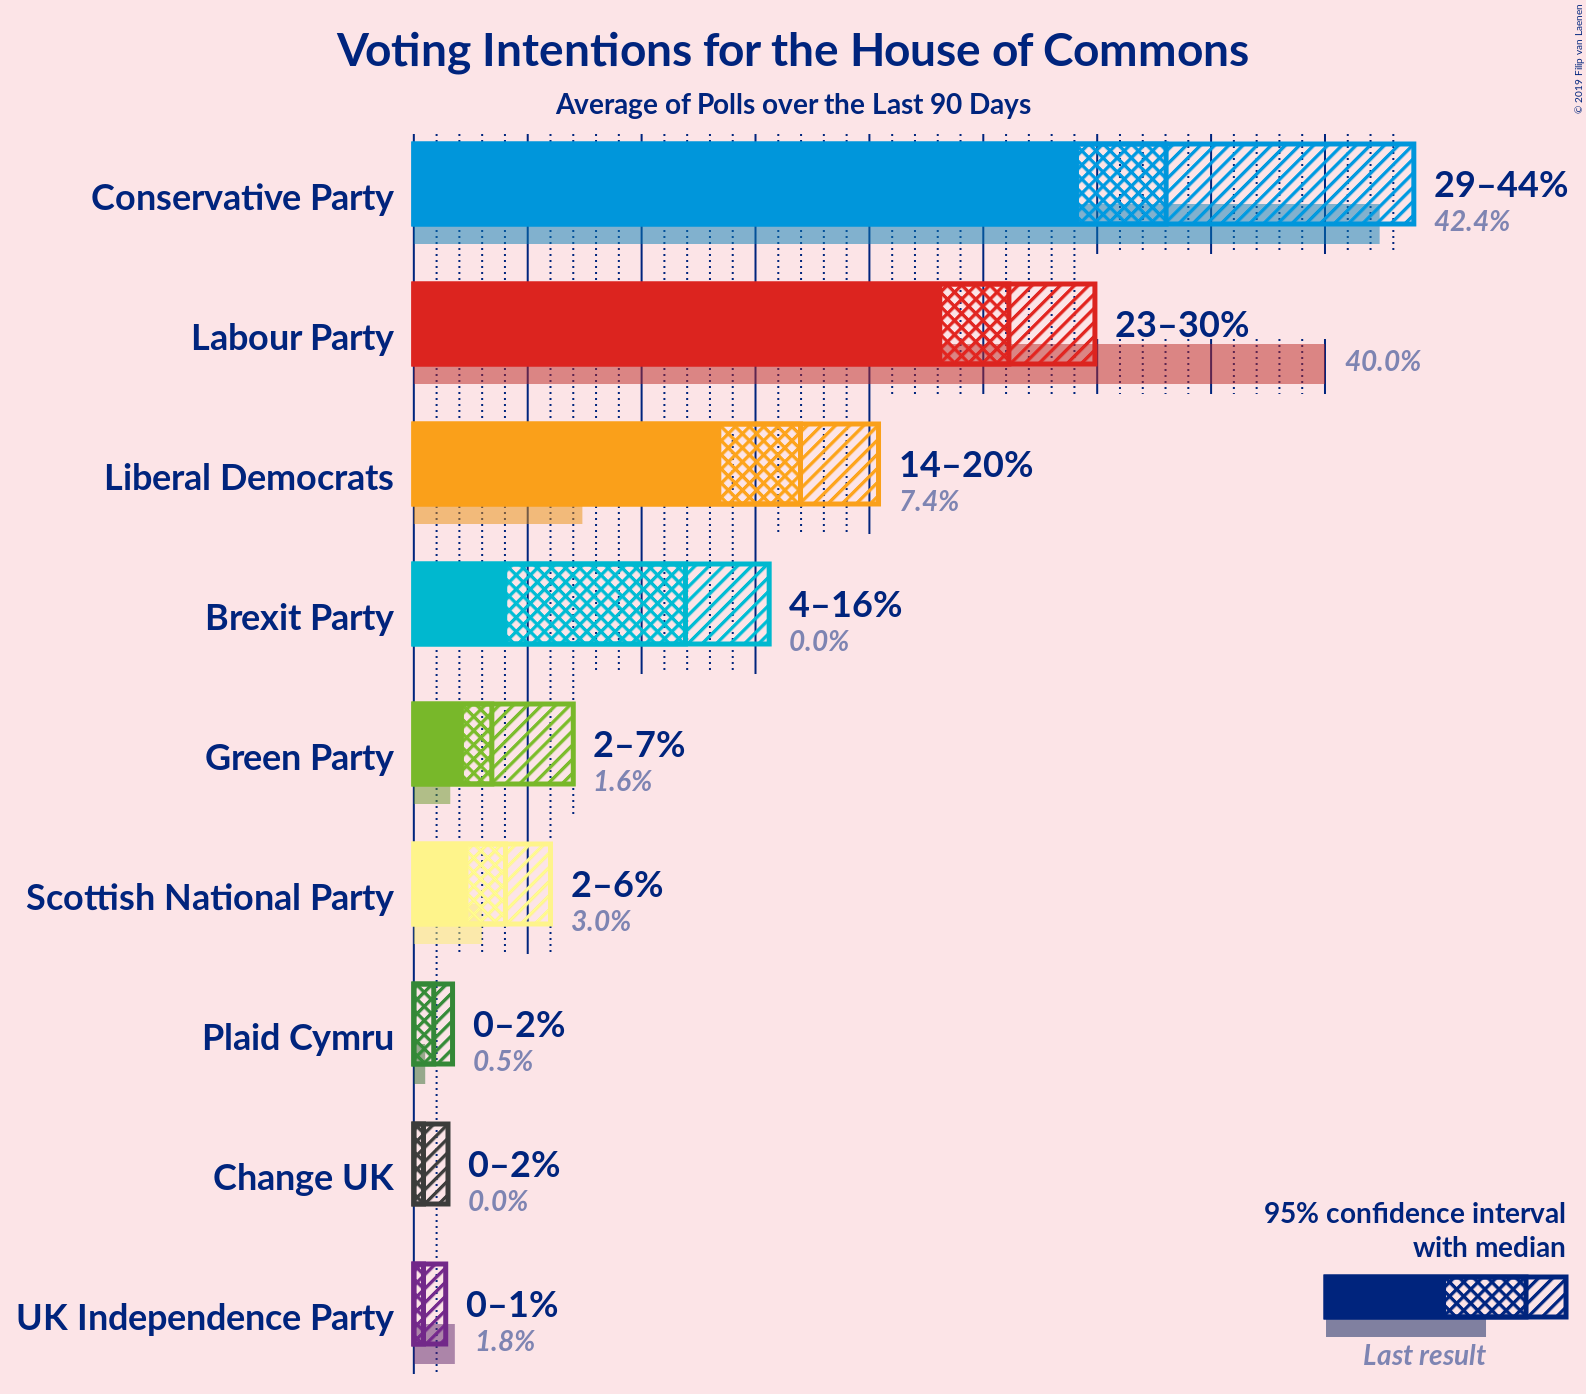 Voting Intentions for the House of Commons
Average of Polls over the Last 90 Days
© 2019 Filip van Laenen
Conservative Party
29–44%
42.4%
Labour Party
23–30%
40.0%
Liberal Democrats
14–20%
7.4%
Brexit Party
4–16%
0.0%
Green Party
2–7%
1.6%
Scottish National Party
2–6%
3.0%
Plaid Cymru
0–2%
0.5%
Change UK
0–2%
0.0%
UK Independence Party
0–1%
1.8%
95% confidence interval
with median
Last result